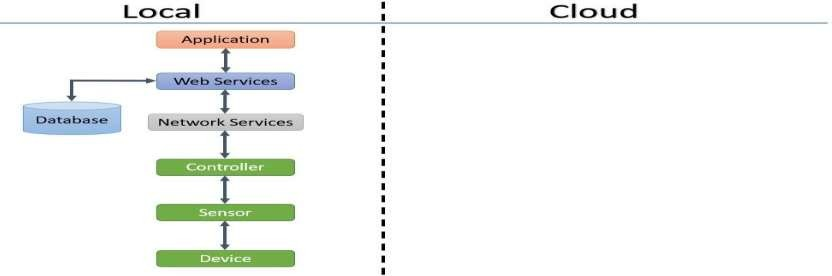 Local
Cloud
Application
Web Services
Database
Network Services
Controller
Sensor
Device